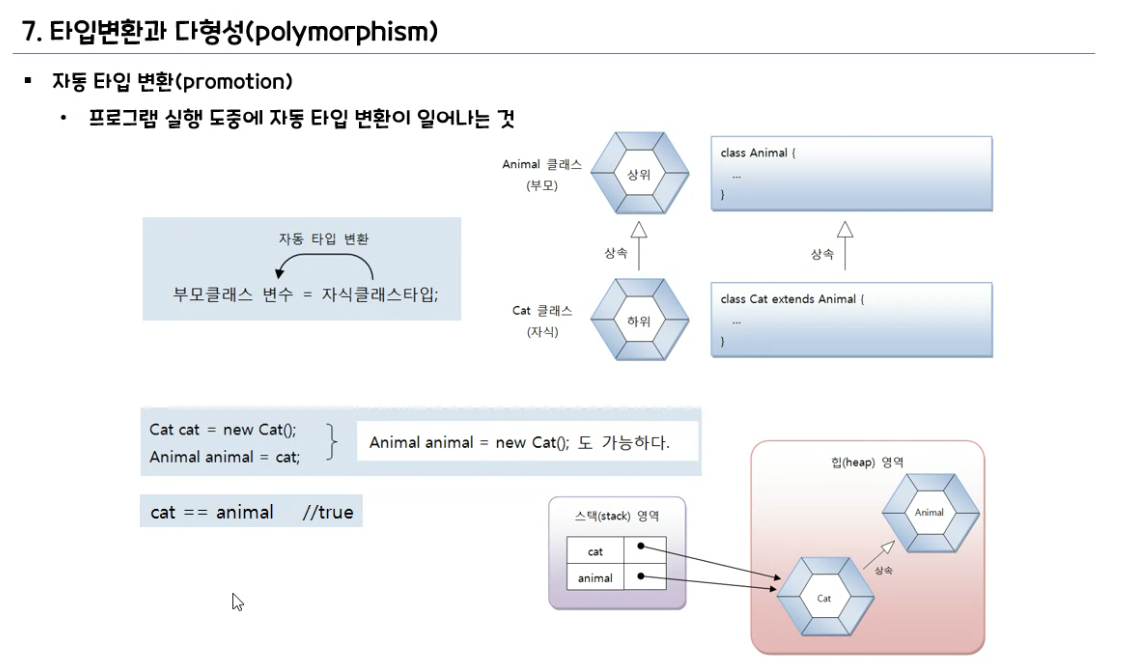 7. 타입변환과 다형성(polymorphism)
▪ 자동 타입 변환(promotion)
• 프로그램 실행 도중에 자동 타입 변환이 일어나는 것
Animal 클래스
(부모)
상위
class Animal {
...
}
상속
상속
자동 타입 변환
부모클래스 변수 = 자식클래스타입;
Cat 클래스
(자식)
하위
class Cat extends Animal {
...
}
Cat cat = new Cat();
Animal animal = cat;
Animal animal = new Cat(); 도 가능하다.
cat == animal //true
스택(stack) 영역
cat
animal
힙(heap) 영역
Animal
상속
Cat